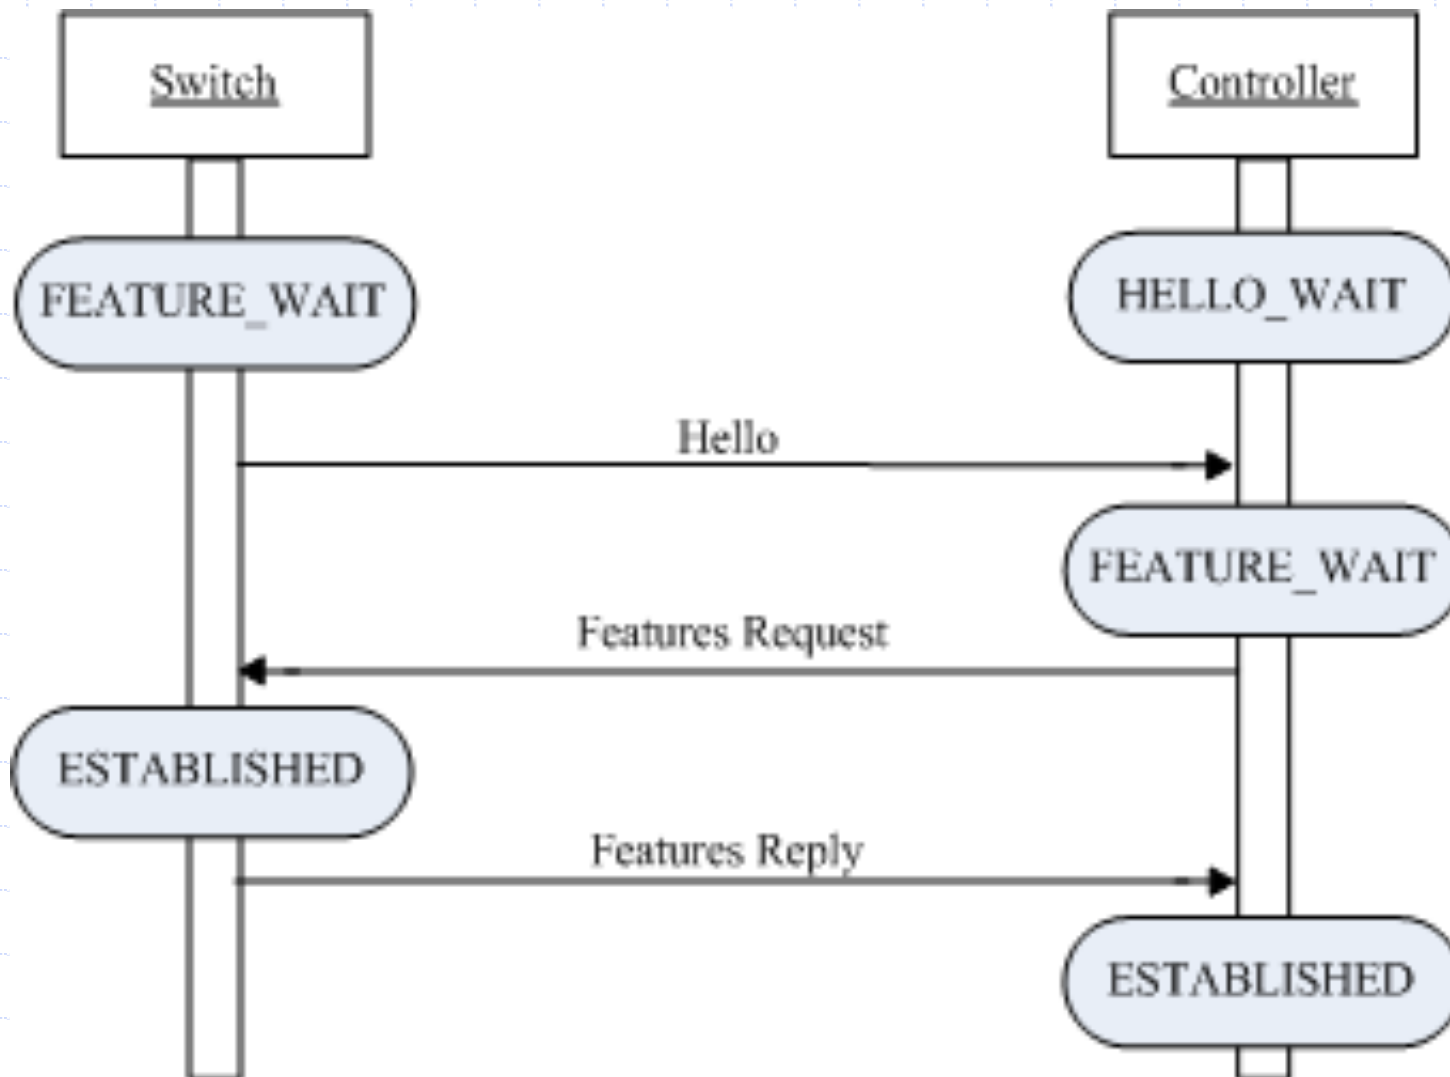 Switch
Controller
FEATURE_WAIT
HELLO_WAIT
Hello
FEATURE_WAIT
Features Request
ESTABLISHED
Features Reply
ESTABLISHED